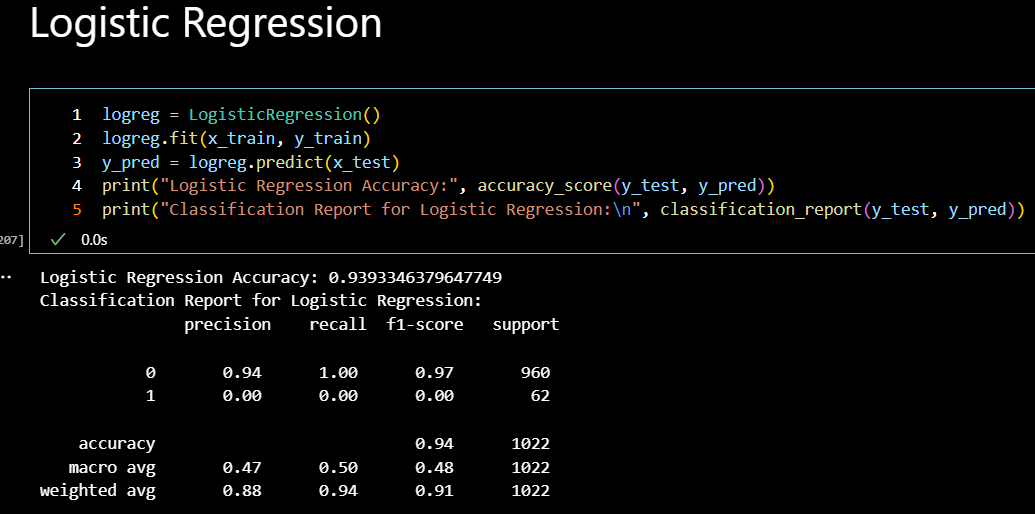 Logistic Regression
1 logreg = LogisticRegression()
2 logreg.fit(x_train, y_train)
3 y_pred = logreg.predict(x_test)
4 print("Logistic Regression Accuracy:", accuracy_score(y_test, y_pred))
5 print("Classification Report for Logistic Regression:\n", classification_report(y_test, y_pred))
207] ✓ 0.0s
Logistic Regression Accuracy: 0.9393346379647749
Classification Report for Logistic Regression:
precision recall f1-score support
0 0.94 1.00 0.97 960
1 0.00 0.00 0.00 62
accuracy 0.94 1022
macro avg 0.47 0.50 0.48 1022
weighted avg 0.88 0.94 0.91 1022